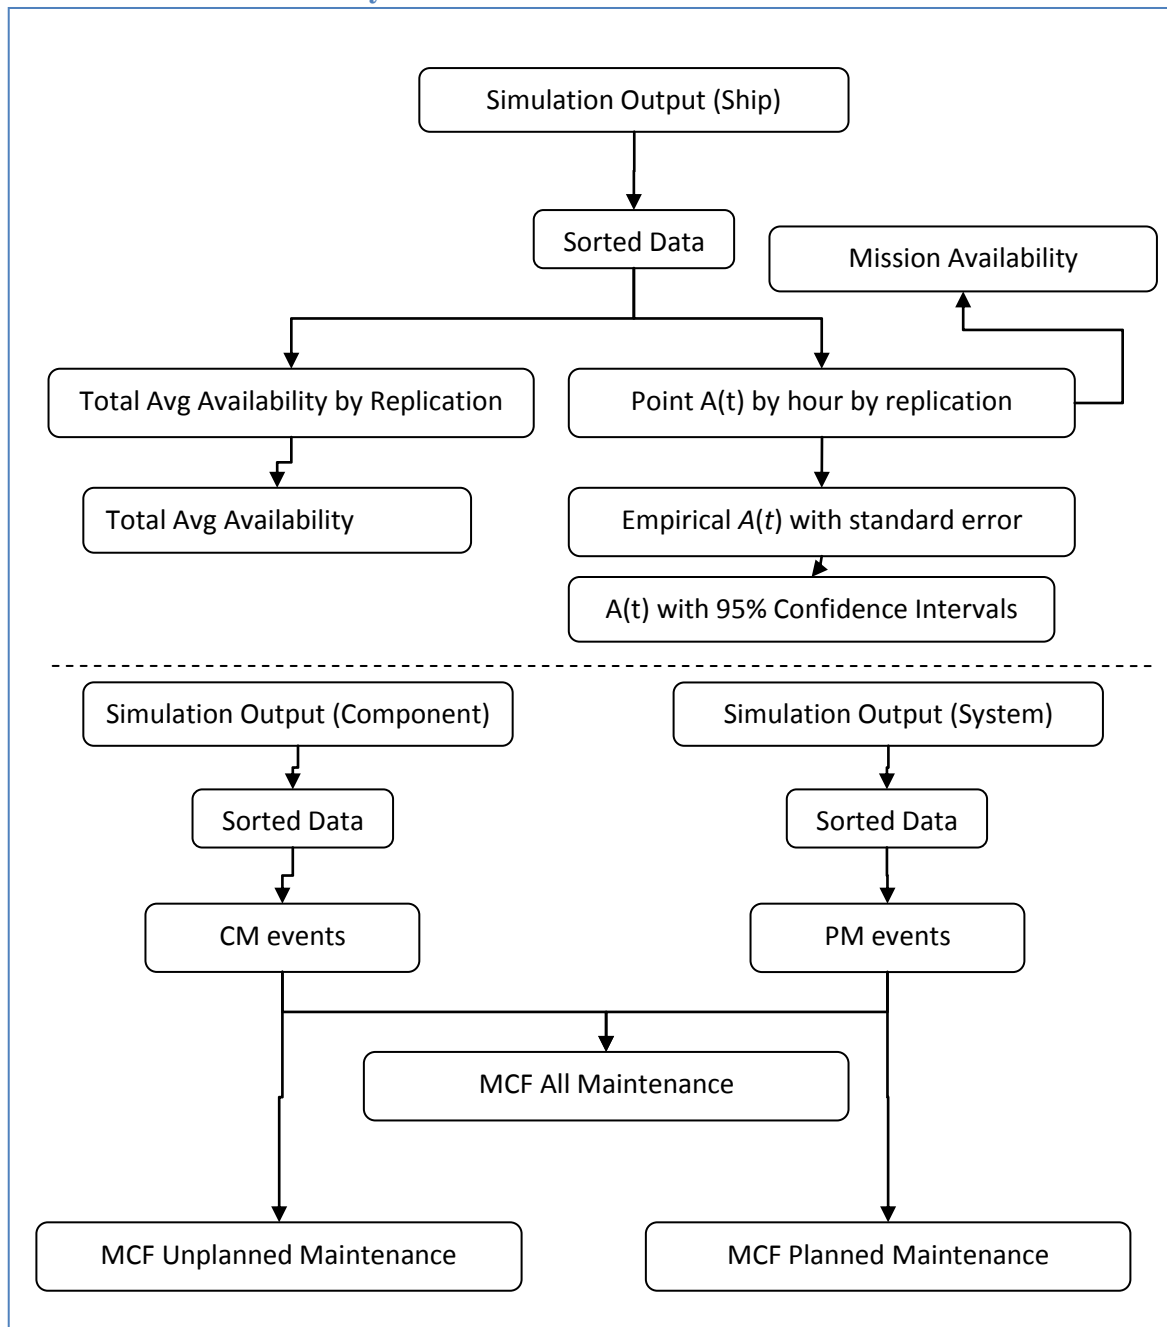 Simulation Output (Ship)
Sorted Data
Mission Availability
Total Avg Availability by Replication
Point A(t) by hour by replication
Total Avg Availability
Empirical A(t) with standard error
A(t) with 95% Confidence Intervals
Simulation Output (Component)
Simulation Output (System)
Sorted Data
Sorted Data
CM events
PM events
MCF All Maintenance
MCF Unplanned Maintenance
MCF Planned Maintenance